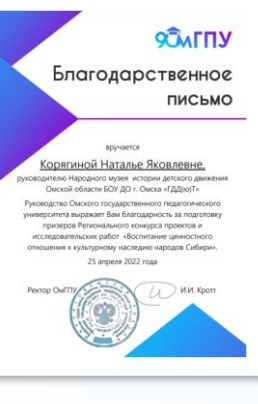 90мГПУ
Благодарственное
письмо
вручается
Корягиной Наталье Яковлевне,
руководителю Народного музея истории детского движения
Омской области БОУ ДО г. Омска «ГДД(ю)Т»
Руководство Омского государственного педагогического
университета выражает Вам благодарность за подготовку
призеров Регионального конкурса проектов и
исследовательских работ «Воспитание ценностного
отношения к культурному наследию народов Сибири».
25 апреля 2022 года
Ректор ОмГПУ И.И. Кротт